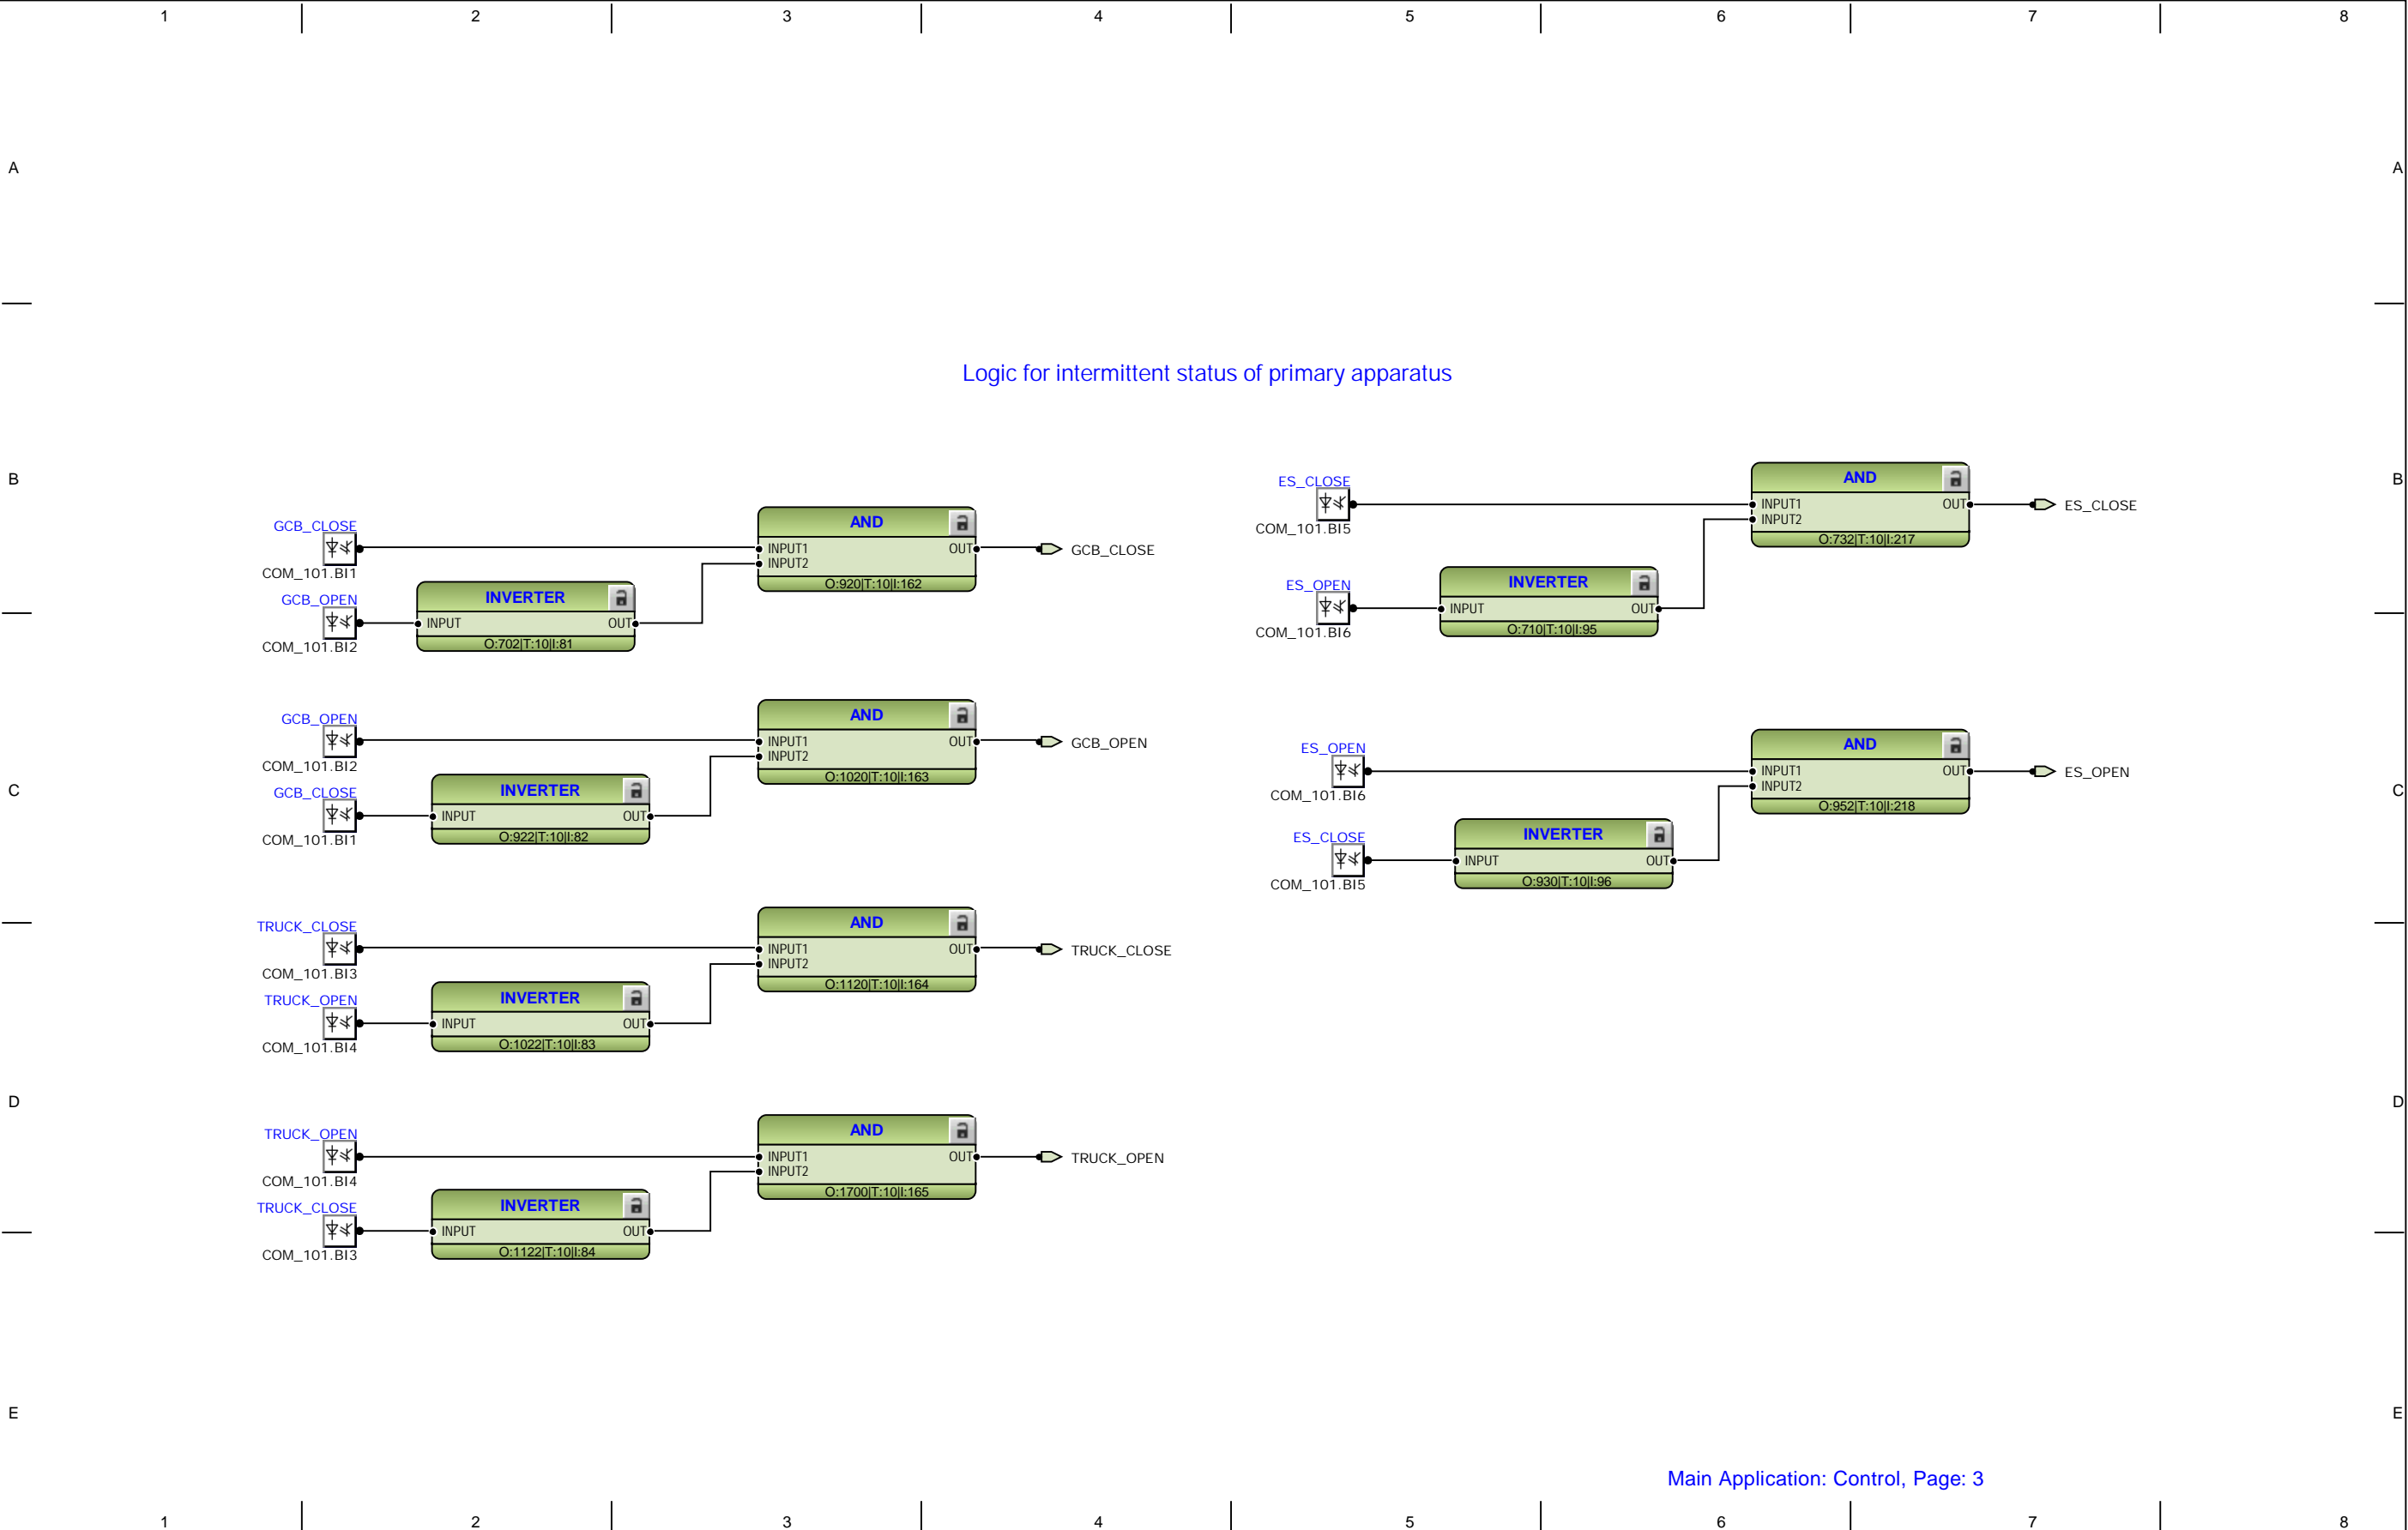 1 2 3 4 5 6 7 8
A A
Logic for intermittent status of primary apparatus
B B
GCB_CLOSE
COM_101.BI1
GCB_OPEN
COM_101.BI2
INVERTER
INPUT OUT
O:702|T:10|I:81
AND
INPUT1 OUT
INPUT2
O:920|T:10|I:162
GCB_CLOSE
ES_CLOSE
COM_101.BI5
ES_OPEN
COM_101.BI6
INVERTER
INPUT OUT
O:710|T:10|I:95
AND
INPUT1 OUT
INPUT2
O:732|T:10|I:217
ES_CLOSE
C C
GCB_OPEN
COM_101.BI2
GCB_CLOSE
COM_101.BI1
INVERTER
INPUT OUT
O:922|T:10|I:82
AND
INPUT1 OUT
INPUT2
O:1020|T:10|I:163
GCB_OPEN
ES_OPEN
COM_101.BI6
ES_CLOSE
COM_101.BI5
INVERTER
INPUT OUT
O:930|T:10|I:96
AND
INPUT1 OUT
INPUT2
O:952|T:10|I:218
ES_OPEN
TRUCK_CLOSE
COM_101.BI3
TRUCK_OPEN
COM_101.BI4
INVERTER
INPUT OUT
O:1022|T:10|I:83
AND
INPUT1 OUT
INPUT2
O:1120|T:10|I:164
TRUCK_CLOSE
D D
TRUCK_OPEN
COM_101.BI4
TRUCK_CLOSE
COM_101.BI3
INVERTER
INPUT OUT
O:1122|T:10|I:84
AND
INPUT1 OUT
INPUT2
O:1700|T:10|I:165
TRUCK_OPEN
E E
Main Application: Control, Page: 3
1 2 3 4 5 6 7 8